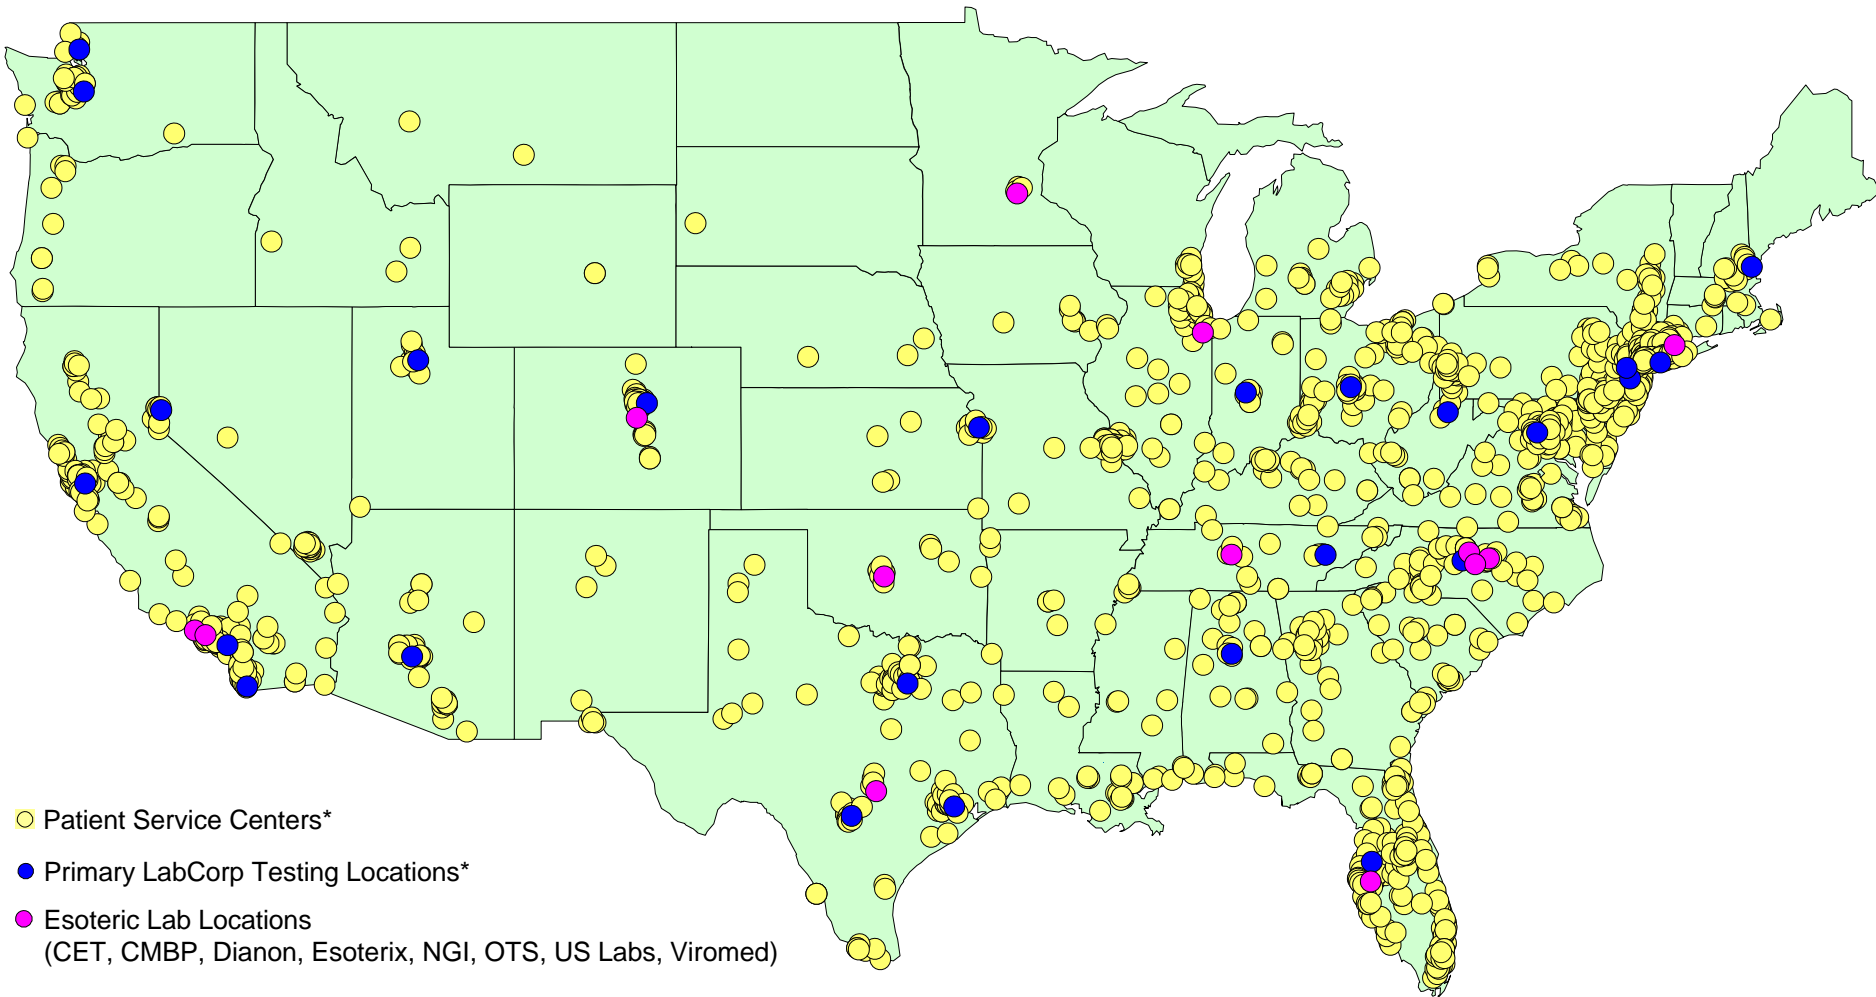 Patient Service Centers*
Primary LabCorp Testing Locations*
Esoteric Lab Locations
(CET, CMBP, Dianon, Esoterix, NGI, OTS, US Labs, Viromed)